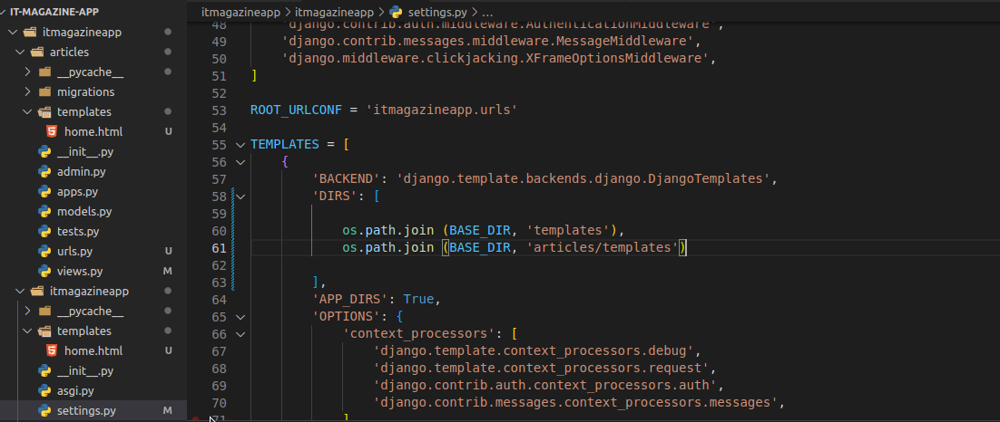 IT-MAGAZINE-APP
itmagazineapp
articles
__pycache__
migrations
templates
home.html U
__init__.py
admin.py
apps.py
models.py
tests.py
urls.py U
views.py M
itmagazineapp
__pycache__
templates
home.html U
__init__.py
asgi.py
settings.py M
itmagazineapp > itmagazineapp > settings.py > ...
48 'django.contrib.auth.middleware.AuthenticationMiddleware',
49 'django.contrib.messages.middleware.MessageMiddleware',
50 'django.middleware.clickjacking.XFrameOptionsMiddleware',
51 ]
52
53 ROOT_URLCONF = 'itmagazineapp.urls'
54
55 TEMPLATES = [
56 {
57 'BACKEND': 'django.template.backends.django.DjangoTemplates',
58 'DIRS': [
59
60 os.path.join (BASE_DIR, 'templates'),
61 os.path.join (BASE_DIR, 'articles/templates')
62
63 ],
64 'APP_DIRS': True,
65 'OPTIONS': {
66 'context_processors': [
67 'django.template.context_processors.debug',
68 'django.template.context_processors.request',
69 'django.contrib.auth.context_processors.auth',
70 'django.contrib.messages.context_processors.messages',
71 ]